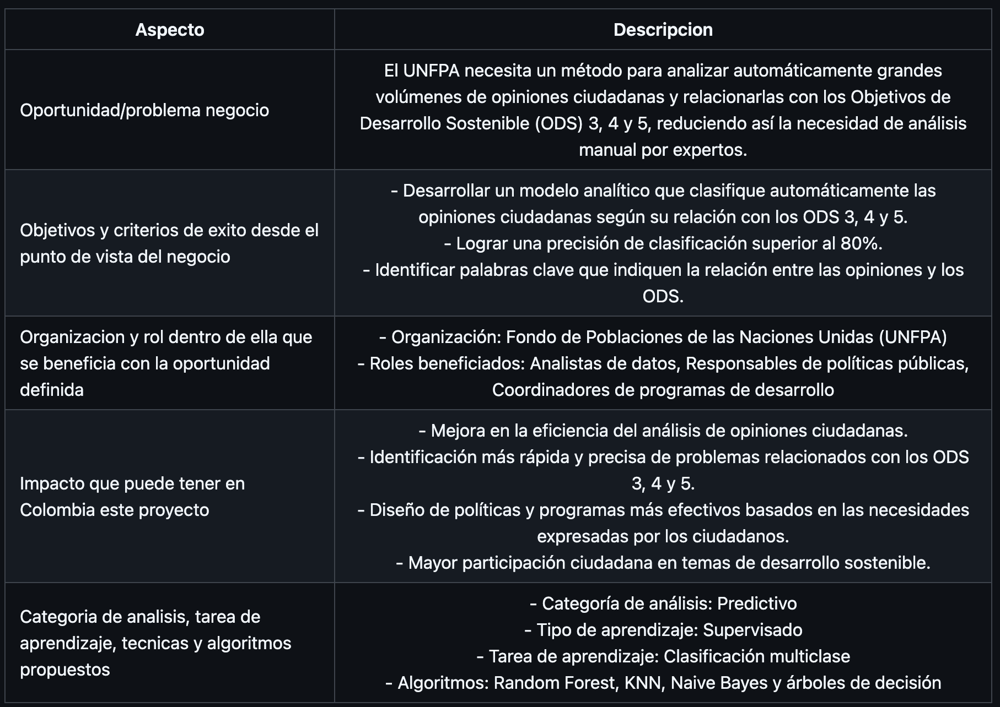 Aspecto
Descripcion
Oportunidad/problema negocio
El UNFPA necesita un método para analizar automáticamente grandes
volúmenes de opiniones ciudadanas y relacionarlas con los Objetivos de
Desarrollo Sostenible (ODS) 3, 4 y 5, reduciendo así la necesidad de análisis
manual por expertos.
Objetivos y criterios de exito desde el
punto de vista del negocio
- Desarrollar un modelo analítico que clasifique automáticamente las
opiniones ciudadanas según su relación con los ODS 3, 4 y 5.
- Lograr una precisión de clasificación superior al 80%.
- Identificar palabras clave que indiquen la relación entre las opiniones y los
ODS.
Organizacion y rol dentro de ella que
se beneficia con la oportunidad
definida
- Organización: Fondo de Poblaciones de las Naciones Unidas (UNFPA)
- Roles beneficiados: Analistas de datos, Responsables de políticas públicas,
Coordinadores de programas de desarrollo
Impacto que puede tener en
Colombia este proyecto
- Mejora en la eficiencia del análisis de opiniones ciudadanas.
- Identificación más rápida y precisa de problemas relacionados con los ODS
3, 4 y 5.
- Diseño de políticas y programas más efectivos basados en las necesidades
expresadas por los ciudadanos.
- Mayor participación ciudadana en temas de desarrollo sostenible.
Categoria de analisis, tarea de
aprendizaje, tecnicas y algoritmos
propuestos
- Categoría de análisis: Predictivo
- Tipo de aprendizaje: Supervisado
- Tarea de aprendizaje: Clasificación multiclase
- Algoritmos: Random Forest, KNN, Naive Bayes y árboles de decisión